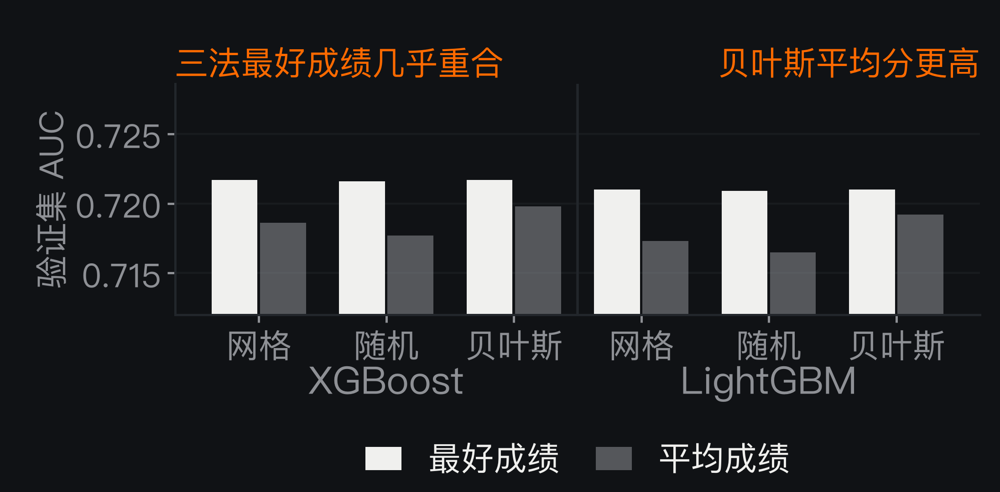 三法最好成绩几乎重合
贝叶斯平均分更高
验证集 AUC
0.725
0.720
0.715
网格 随机 贝叶斯 网格 随机 贝叶斯
XGBoost LightGBM
最好成绩 平均成绩